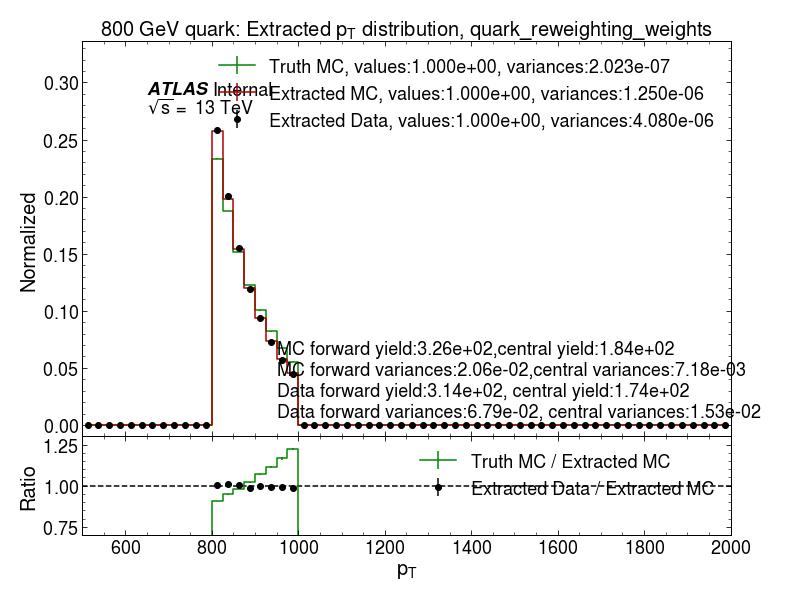 800 GeV quark: Extracted pT distribution, quark_reweighting_weights
Truth MC, values:1.000e+00, variances:2.023e-07
ATLAS Internal
Extracted MC, values:1.000e+00, variances:1.250e-06
√s = 13 TeV
Extracted Data, values:1.000e+00, variances:4.080e-06
Normalized
0.30
0.25
0.20
0.15
0.10
0.05
0.00
MC forward yield:3.26e+02,central yield:1.84e+02
MC forward variances:2.06e-02,central variances:7.18e-03
Data forward yield:3.14e+02, central yield:1.74e+02
Data forward variances:6.79e-02, central variances:1.53e-02
Ratio
1.25
1.00
0.75
Truth MC / Extracted MC
Extracted Data / Extracted MC
600 800 1000 1200 1400 1600 1800 2000
pT